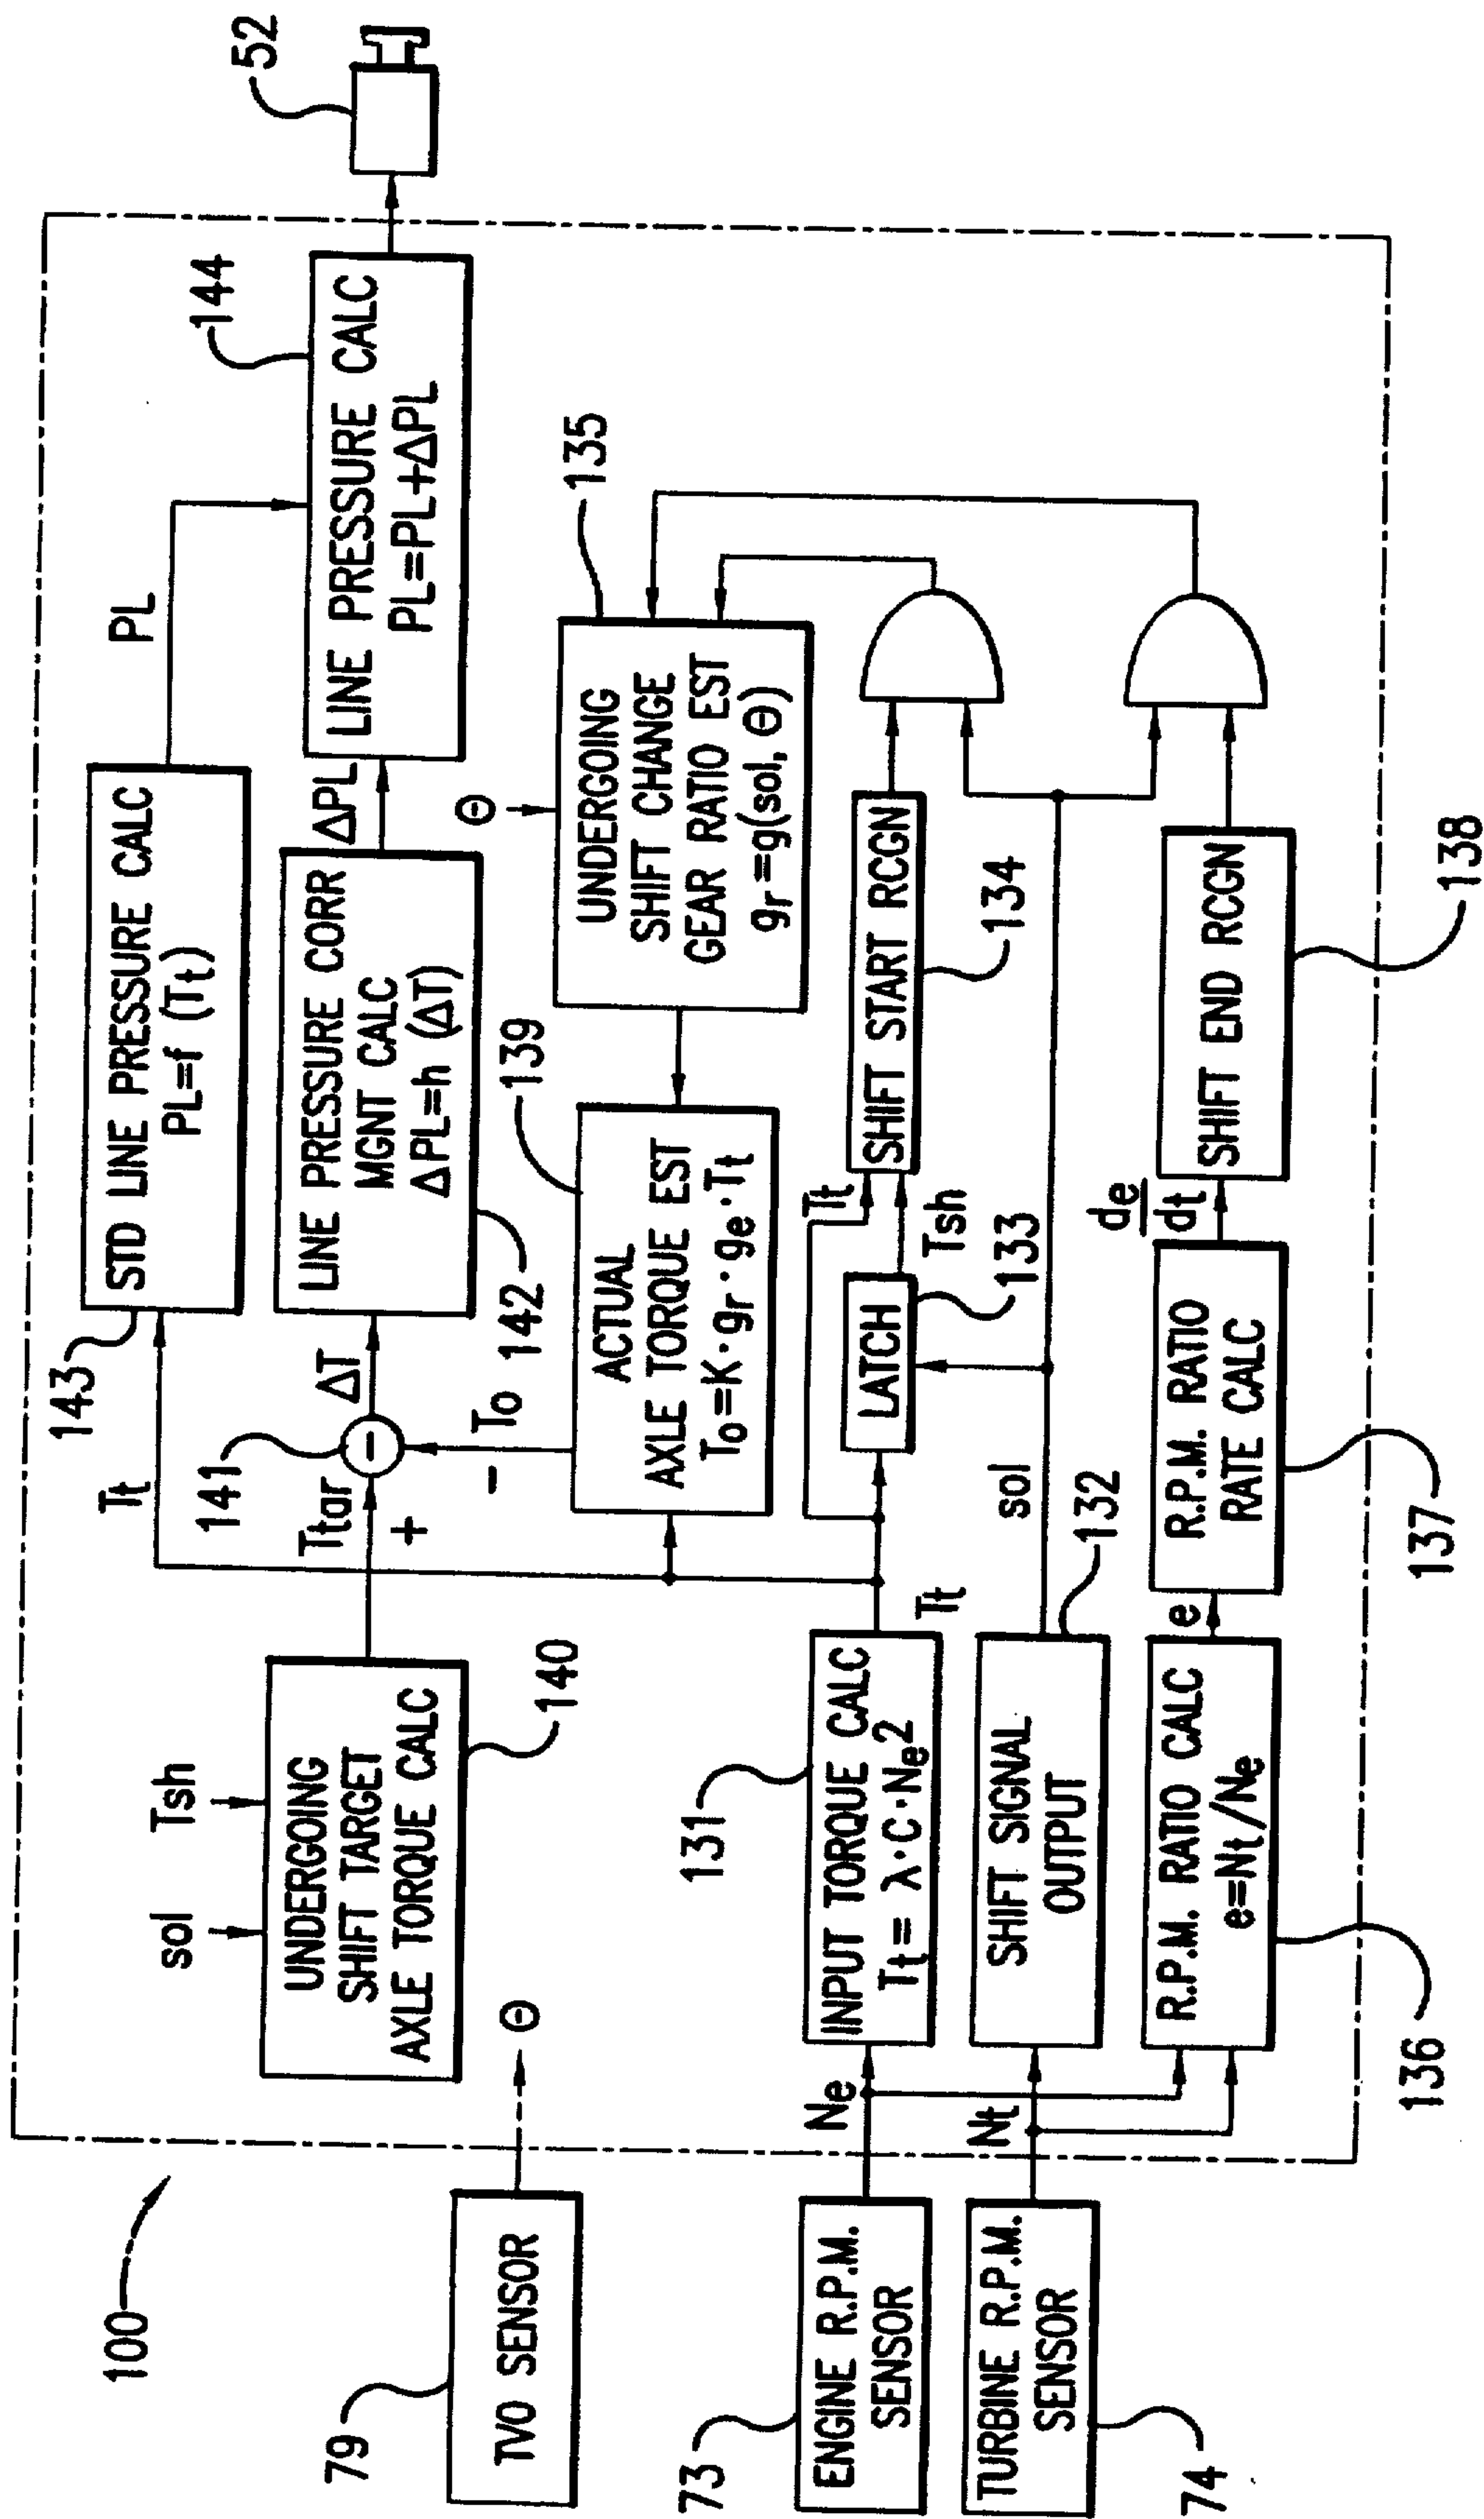 100
79
TVO SENSOR
Θ
73
ENGINE R.P.M.
SENSOR
Ne
74
TURBINE R.P.M.
SENSOR
Nt
sol
Tsh
UNDERGOING
SHIFT TARGET
AXLE TORQUE CALC
140
131
INPUT TORQUE CALC
Tt = λ·C·Ne2
Tt
SHIFT SIGNAL
OUTPUT
132
sol
R.P.M. RATIO CALC
e=Nt/Ne
136
e
R.P.M. RATIO
RATE CALC
137
de
dt
SHIFT END RCGN
138
LATCH
133
Tt
Tsh
SHIFT START RCGN
134
Tt
143
STD LINE PRESSURE CALC
PL=f (Tt)
PL
Ttar
+
141
-
-
To
ΔT
LINE PRESSURE CORR
MGNT CALC
ΔPL=h (ΔT)
142
ΔPL
139
ACTUAL
AXLE TORQUE EST
To=K·gr·ge·Tt
Θ
UNDERGOING
SHIFT CHANGE
GEAR RATIO EST
gr=g(sol, Θ)
135
144
LINE PRESSURE CALC
PL=PL+ΔPL
52